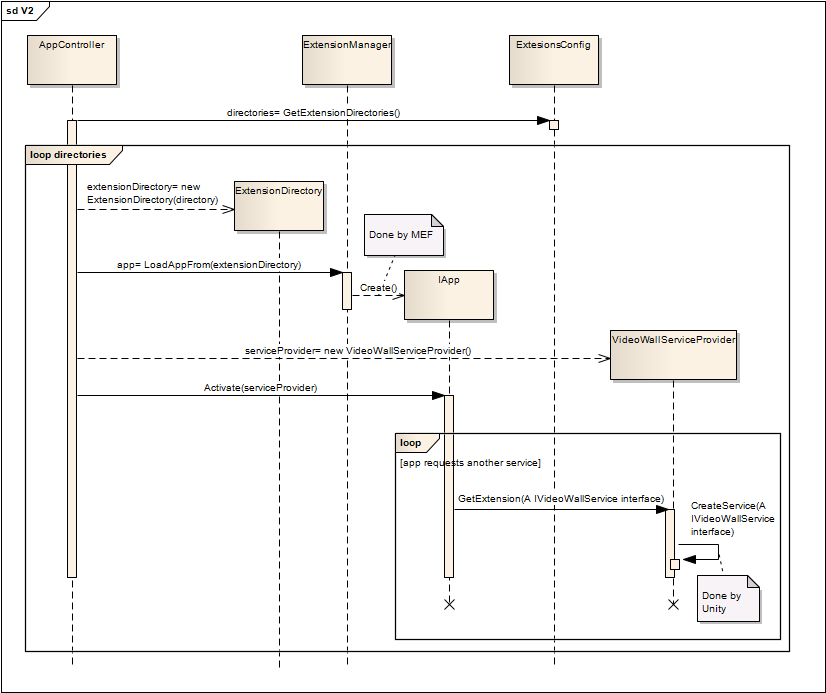 sd V2
AppController
ExtensionManager
ExtesionsConfig
directories= GetExtensionDirectories()
loop directories
extensionDirectory= new
ExtensionDirectory(directory)
ExtensionDirectory
Done by MEF
app= LoadAppFrom(extensionDirectory)
Create()
IApp
serviceProvider= new VideoWallServiceProvider()
VideoWallServiceProvider
Activate(serviceProvider)
loop
[app requests another service]
GetExtension(A IVideoWallService interface)
CreateService(A
IVideoWallService
interface)
Done by
Unity